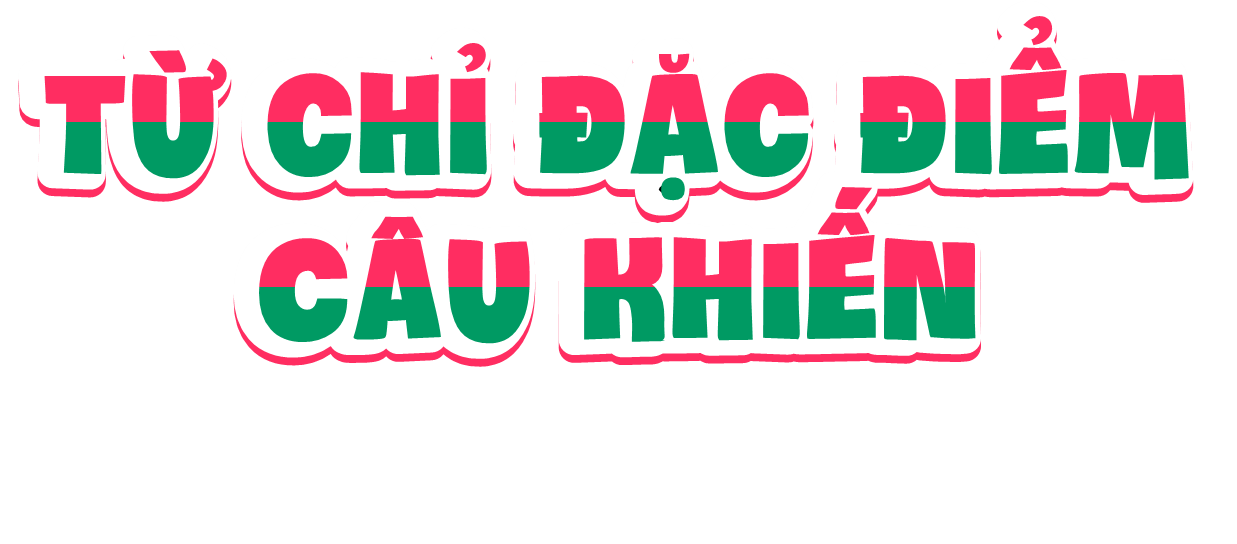 TỪ CHỈ ĐẶC ĐIỂM
CÂU KHIẾN